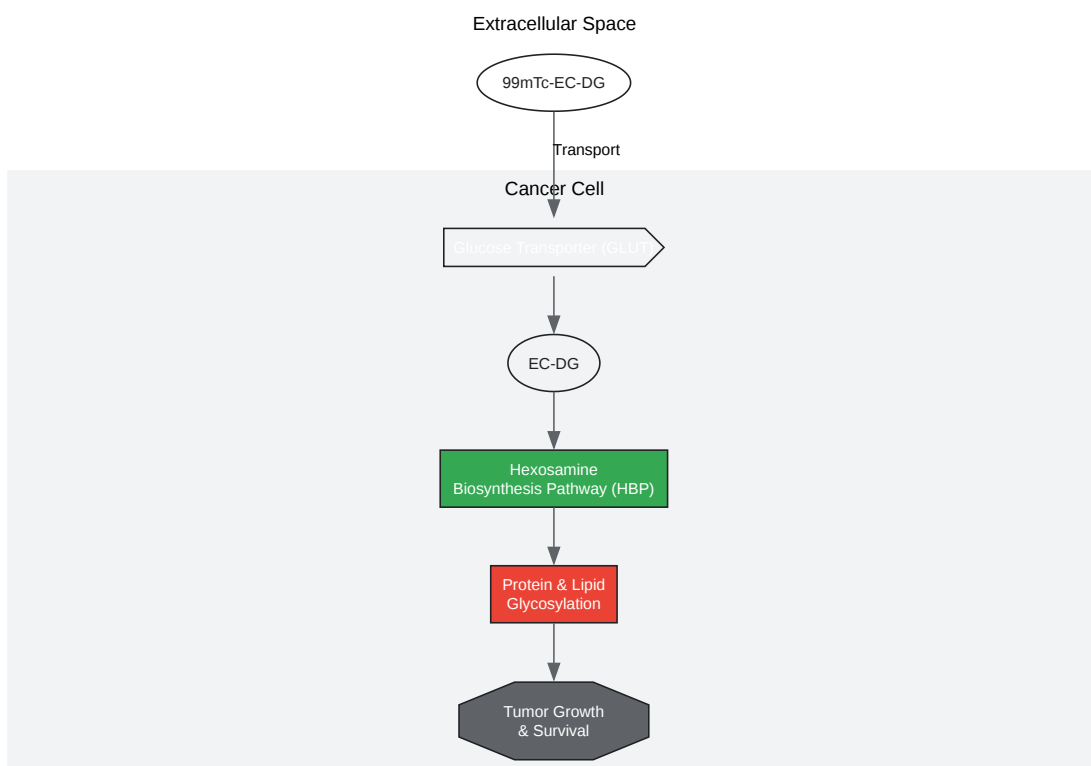 Extracellular Space
99mTc-EC-DG
Transport
Cancer Cell
Glucose Transporter (GLUT)
EC-DG
Hexosamine
Biosynthesis Pathway (HBP)
Protein & Lipid
Glycosylation
Tumor Growth
& Survival